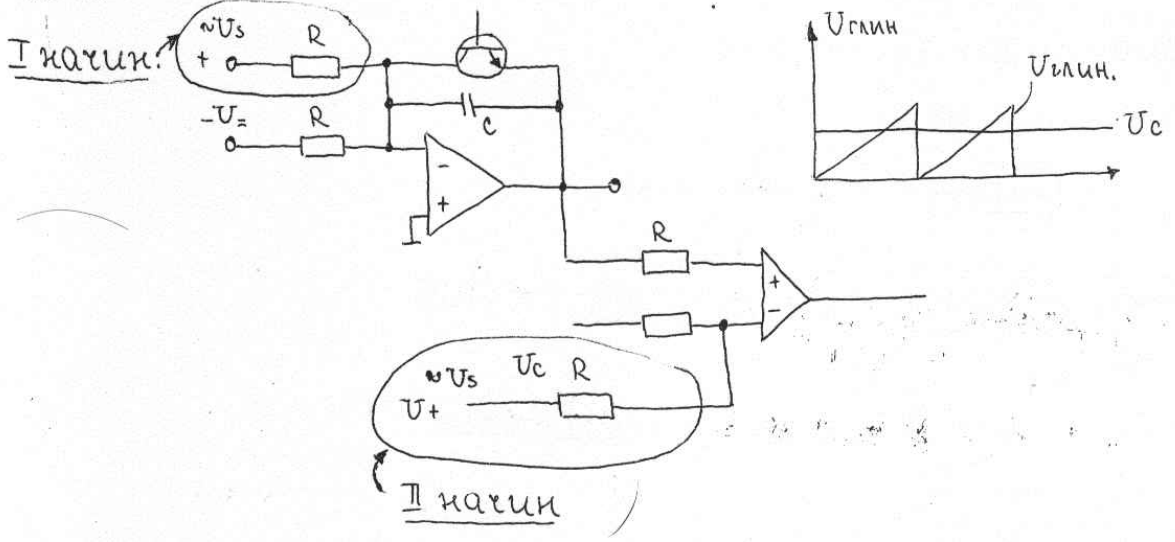 I начин.
~Us
+
R
-U=
R
C
-
+
Uглин
Uглин.
Uc
R
+
-
~Us Uc R
U+
II начин